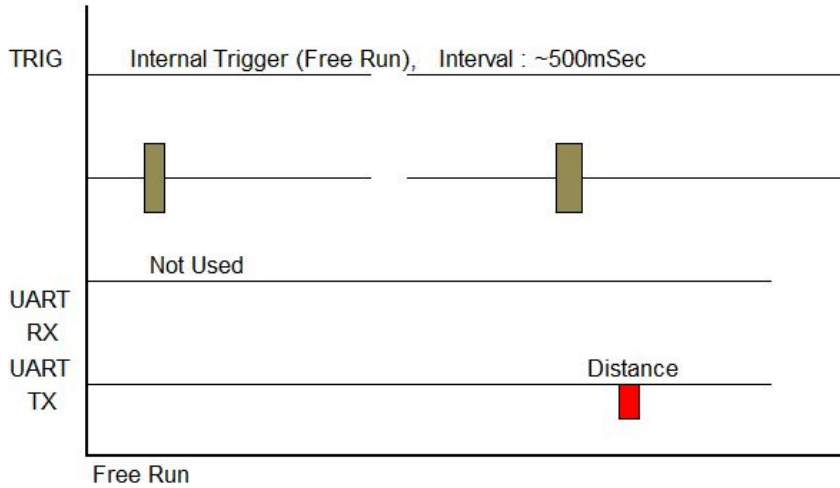 TRIG
Internal Trigger (Free Run),
Interval : ~500mSec
Not Used
UART
RX
UART
TX
Distance
Free Run